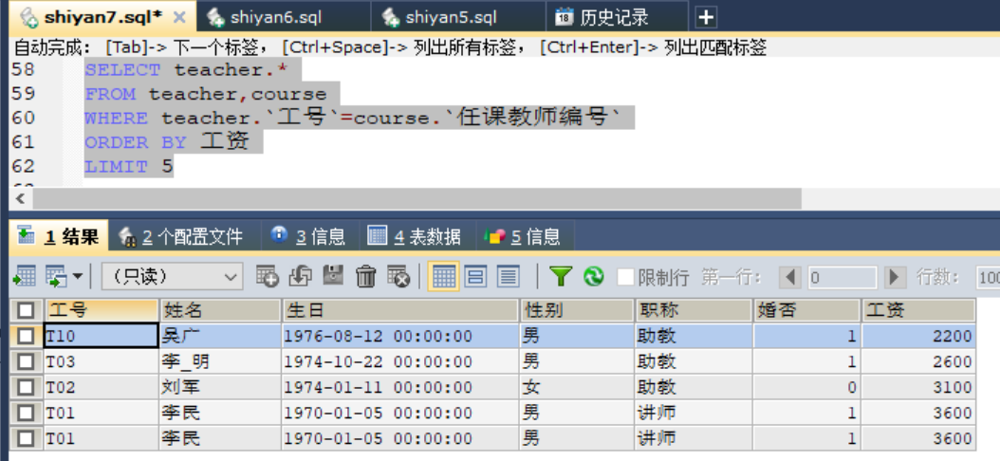 shiyan7.sql* shiyan6.sql shiyan5.sql 历史记录
自动完成： [Tab]-> 下一个标签， [Ctrl+Space]-> 列出所有标签， [Ctrl+Enter]-> 列出匹配标签
58 SELECT teacher.*
59 FROM teacher,course
60 WHERE teacher.`工号`=course.`任课教师编号`
61 ORDER BY 工资
62 LIMIT 5
1 结果 2 个配置文件 3 信息 4 表数据 5 信息
（只读） 限制行 第一行： 0 行数： 100
工号 姓名 生日 性别 职称 婚否 工资
T10 吴广 1976-08-12 00:00:00 男 助教 1 2200
T03 李_明 1974-10-22 00:00:00 男 助教 1 2600
T02 刘军 1974-01-11 00:00:00 女 助教 0 3100
T01 李民 1970-01-05 00:00:00 男 讲师 1 3600
T01 李民 1970-01-05 00:00:00 男 讲师 1 3600